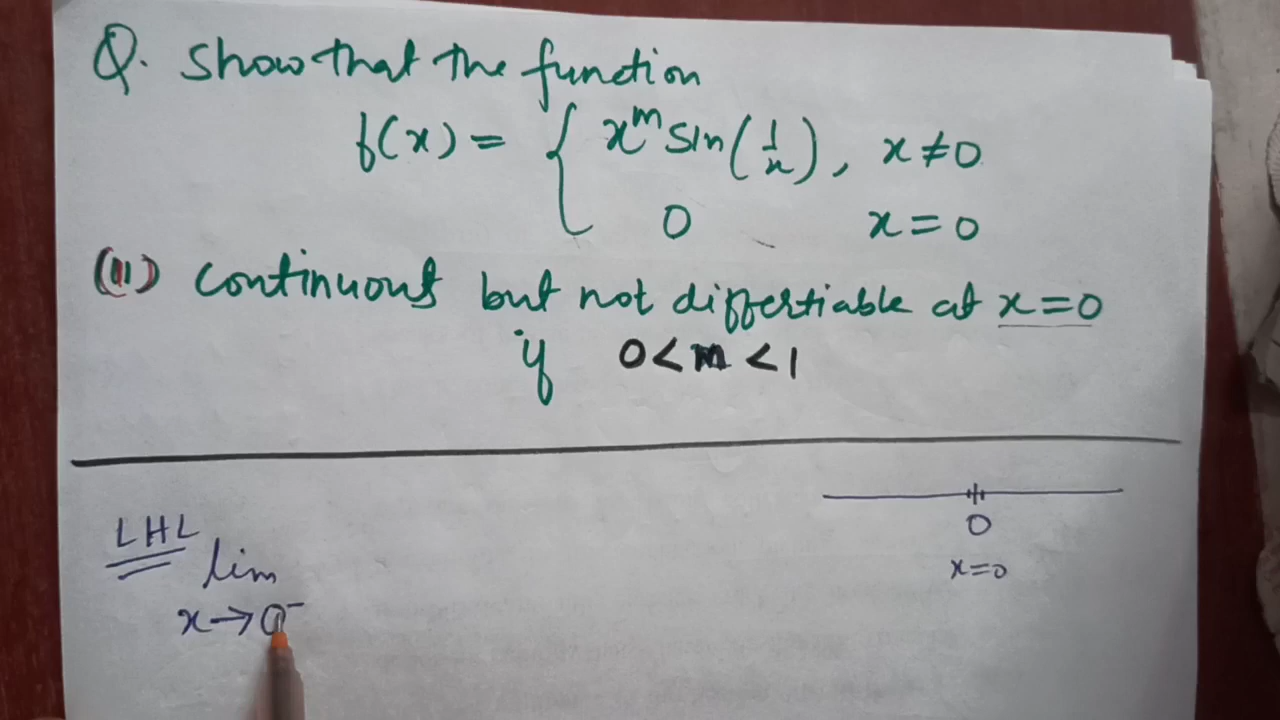 Q. Show that the function
f(x) = { x^m sin(1/x), x≠0
0 x=0
(II) continuous but not differtiable at x=0
if 0<m<1
0
x=0
LHL lim
x→0⁻